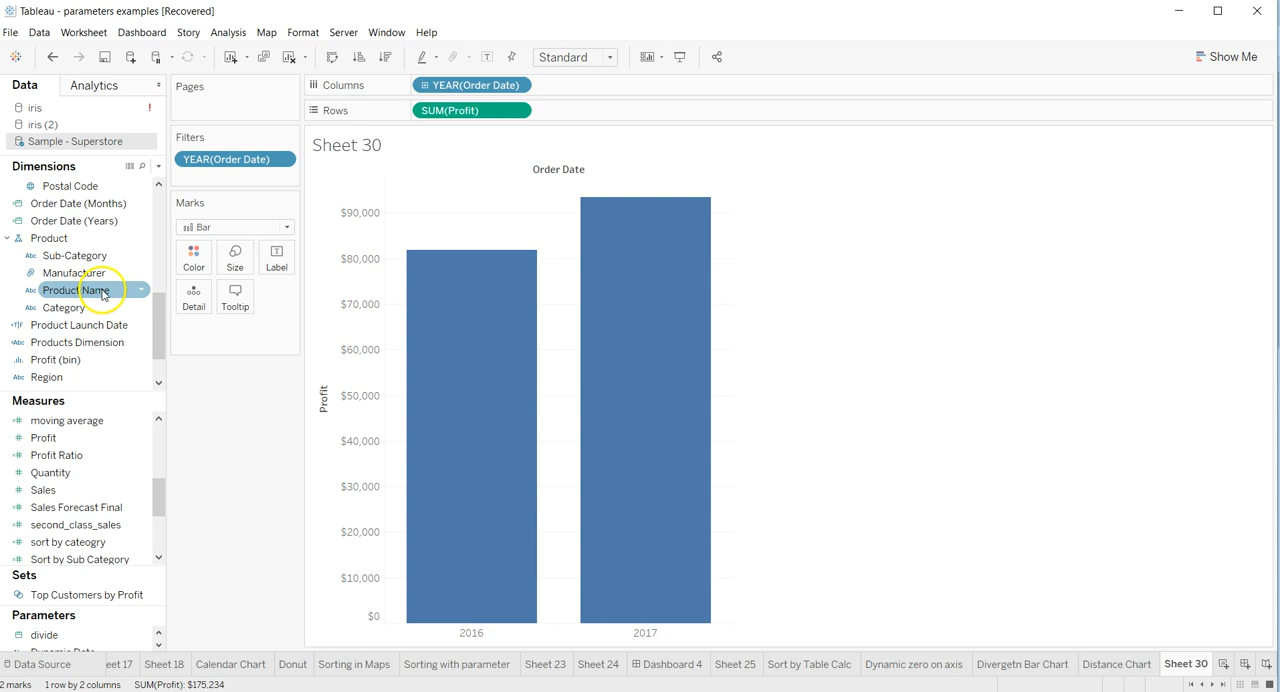 Tableau - parameters examples [Recovered]
File Data Worksheet Dashboard Story Analysis Map Format Server Window Help
Standard
Show Me
Data Analytics
iris !
iris (2)
Sample - Superstore
Dimensions
Postal Code
Order Date (Months)
Order Date (Years)
Product
Abc Sub-Category
Manufacturer
Abc Product Name
Abc Category
T|F Product Launch Date
Abc Products Dimension
Profit (bin)
Abc Region
Measures
moving average
Profit
Profit Ratio
Quantity
Sales
Sales Forecast Final
second_class_sales
sort by cateogry
Sort by Sub Category
Sets
Top Customers by Profit
Parameters
divide
Pages
Filters
YEAR(Order Date)
Marks
Bar
Color Size Label
Detail Tooltip
Columns YEAR(Order Date)
Rows SUM(Profit)
Sheet 30
Order Date
Profit
$90,000
$80,000
$70,000
$60,000
$50,000
$40,000
$30,000
$20,000
$10,000
$0
2016 2017
Data Source eet 17 Sheet 18 Calendar Chart Donut Sorting in Maps Sorting with parameter Sheet 23 Sheet 24 Dashboard 4 Sheet 25 Sort by Table Calc Dynamic zero on axis Divergetn Bar Chart Distance Chart Sheet 30
2 marks 1 row by 2 columns SUM(Profit): $175,234